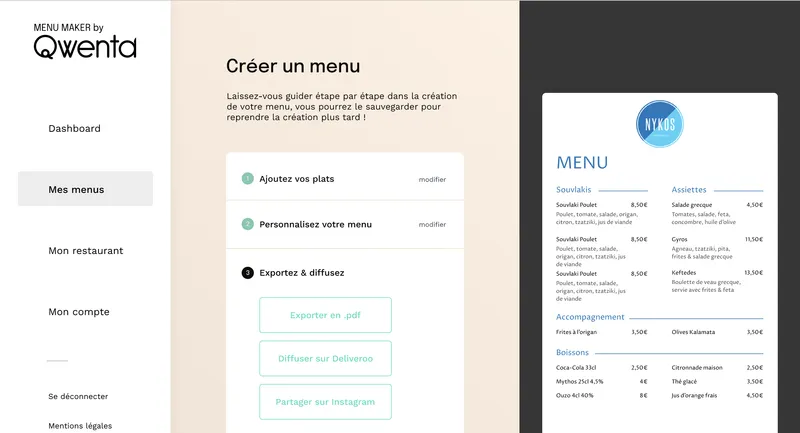 MENU MAKER by
Qwenta
Dashboard
Mes menus
Mon restaurant
Mon compte
Se déconnecter
Mentions légales
Créer un menu
Laissez-vous guider étape par étape dans la création
de votre menu, vous pourrez le sauvegarder pour
reprendre la création plus tard !
1 Ajoutez vos plats modifier
2 Personnalisez votre menu modifier
3 Exportez & diffusez
Exporter en .pdf
Diffuser sur Deliveroo
Partager sur Instagram
NYKOS
MENU
Souvlakis
Souvlaki Poulet 8,50 €
Poulet, tomate, salade, origan,
citron, tzatziki, jus de viande
Souvlaki Poulet 8,50 €
Poulet, tomate, salade,
origan, citron, tzatziki, jus
de viande
Souvlaki Poulet 8,50 €
Poulet, tomate, salade,
origan, citron, tzatziki, jus
de viande
Assiettes
Salade grecque 4,50 €
Tomates, salade, feta,
concombre, huile d'olive
Gyros 11,50 €
Agneau, tzatziki, pita,
frites & salade grecque
Keftedes 13,50 €
Boulette de veau grecque,
servie avec frites & feta
Accompagnement
Frites à l'origan 3,50 € Olives Kalamata 3,50 €
Boissons
Coca-Cola 33cl 2,50 € Citronnade maison 2,50 €
Mythos 25cl 4,5% 4 € Thé glacé 3,50 €
Ouzo 4cl 40% 8 € Jus d'orange frais 4,50 €